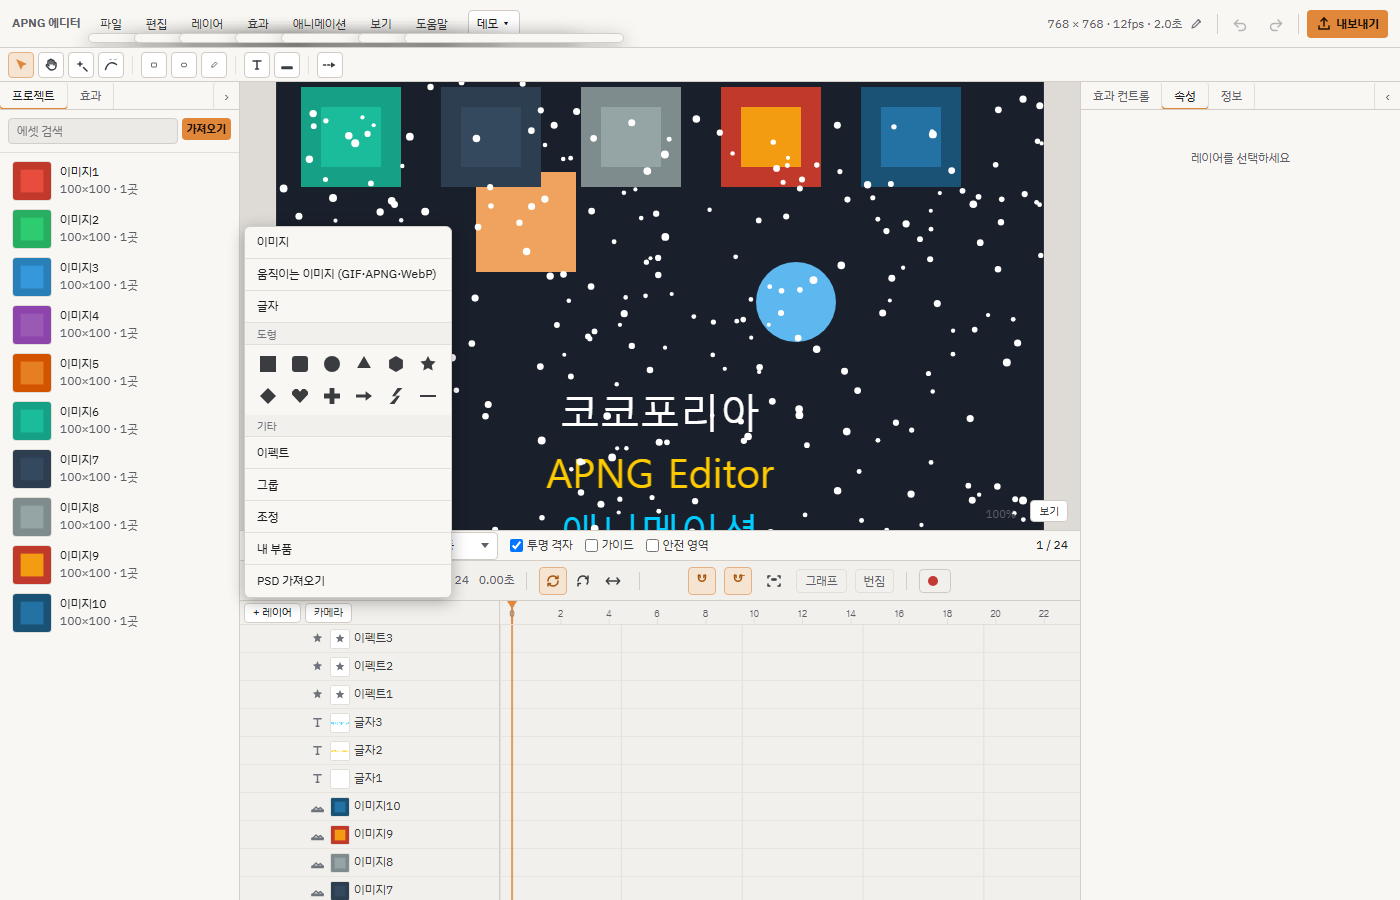 APNG 에디터 파일 편집 레이어 효과 애니메이션 보기 도움말 데모 768 × 768 · 12fps · 2.0초 내보내기
프로젝트 효과
에셋 검색 가져오기
이미지1
100×100 · 1곳
이미지2
100×100 · 1곳
이미지3
100×100 · 1곳
이미지4
100×100 · 1곳
이미지5
100×100 · 1곳
이미지6
100×100 · 1곳
이미지7
100×100 · 1곳
이미지8
100×100 · 1곳
이미지9
100×100 · 1곳
이미지10
100×100 · 1곳
이미지
움직이는 이미지 (GIF·APNG·WebP)
글자
도형
기타
이펙트
그룹
조정
내 부품
PSD 가져오기
코코포리아
APNG Editor
애니메이션
100% 보기
투명 격자 가이드 안전 영역 1 / 24
24 0.00초 그래프 번짐
+ 레이어 카메라 0 2 4 6 8 10 12 14 16 18 20 22
이펙트3
이펙트2
이펙트1
글자3
글자2
글자1
이미지10
이미지9
이미지8
이미지7
효과 컨트롤 속성 정보
레이어를 선택하세요